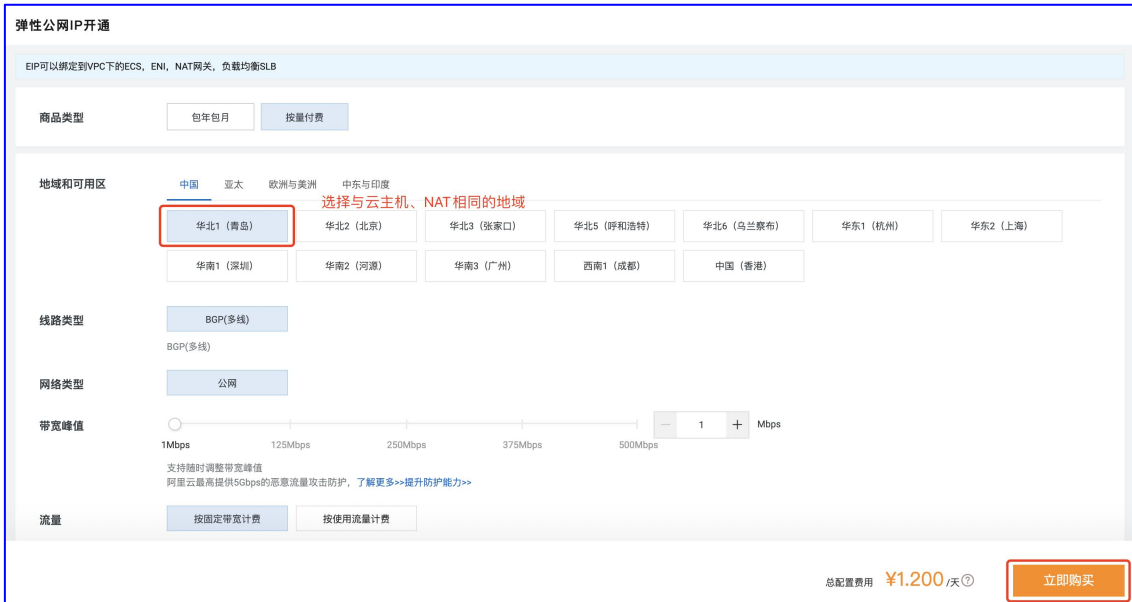 弹性公网IP开通
EIP可以绑定到VPC下的ECS，ENI，NAT网关，负载均衡SLB
商品类型 包年包月 按量付费
地域和可用区 中国 亚太 欧洲与美洲 中东与印度
选择与云主机、NAT相同的地域
华北1（青岛） 华北2（北京） 华北3（张家口） 华北5（呼和浩特） 华北6（乌兰察布） 华东1（杭州） 华东2（上海）
华南1（深圳） 华南2（河源） 华南3（广州） 西南1（成都） 中国（香港）
线路类型 BGP(多线)
BGP(多线)
网络类型 公网
带宽峰值 − 1 + Mbps
1Mbps 125Mbps 250Mbps 375Mbps 500Mbps
支持随时调整带宽峰值
阿里云最高提供5Gbps的恶意流量攻击防护，了解更多>>提升防护能力>>
流量 按固定带宽计费 按使用流量计费
总配置费用 ¥1.200 /天 ? 立即购买